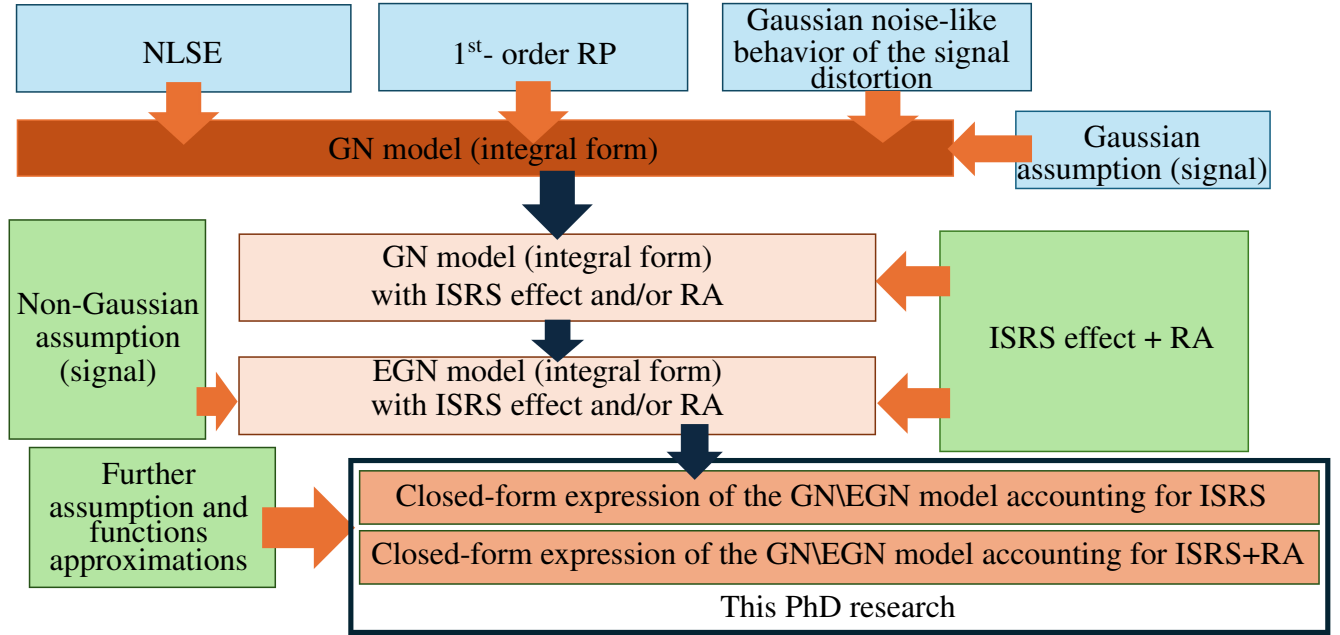 NLSE
1st- order RP
Gaussian noise-like
behavior of the signal
distortion
GN model (integral form)
Gaussian
assumption (signal)
GN model (integral form)
with ISRS effect and/or RA
Non-Gaussian
assumption
(signal)
ISRS effect + RA
EGN model (integral form)
with ISRS effect and/or RA
Further
assumption and
functions
approximations
Closed-form expression of the GN\EGN model accounting for ISRS
Closed-form expression of the GN\EGN model accounting for ISRS+RA
This PhD research